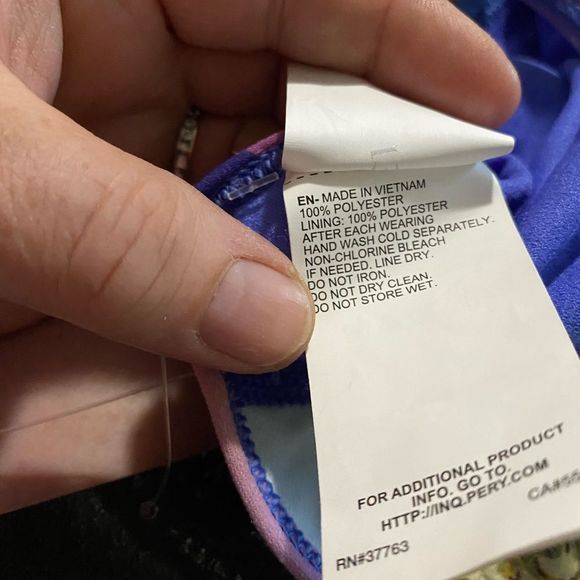 EN- MADE IN VIETNAM
100% POLYESTER
LINING: 100% POLYESTER
AFTER EACH WEARING
HAND WASH COLD SEPARATELY.
NON-CHLORINE BLEACH
IF NEEDED. LINE DRY.
DO NOT IRON.
DO NOT DRY CLEAN.
DO NOT STORE WET.
FOR ADDITIONAL PRODUCT
INFO. GO TO.
HTTP://INQ.PERY.COM
RN#37763